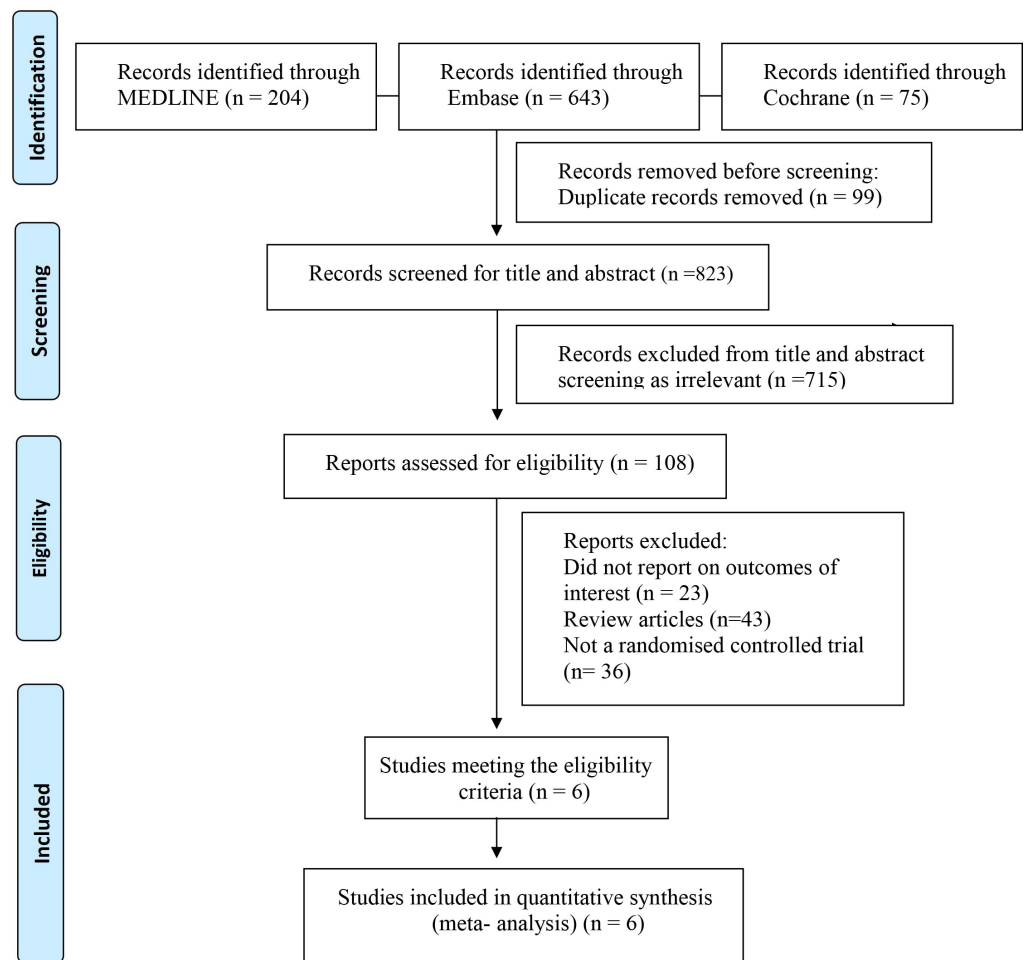 Identification
Records identified through
MEDLINE (n = 204)
Records identified through
Embase (n = 643)
Records identified through
Cochrane (n = 75)
Records removed before screening:
Duplicate records removed (n = 99)
Screening
Records screened for title and abstract (n =823)
Records excluded from title and abstract
screening as irrelevant (n =715)
Eligibility
Reports assessed for eligibility (n = 108)
Reports excluded:
Did not report on outcomes of
interest (n = 23)
Review articles (n=43)
Not a randomised controlled trial
(n= 36)
Included
Studies meeting the eligibility
criteria (n = 6)
Studies included in quantitative synthesis
(meta- analysis) (n = 6)